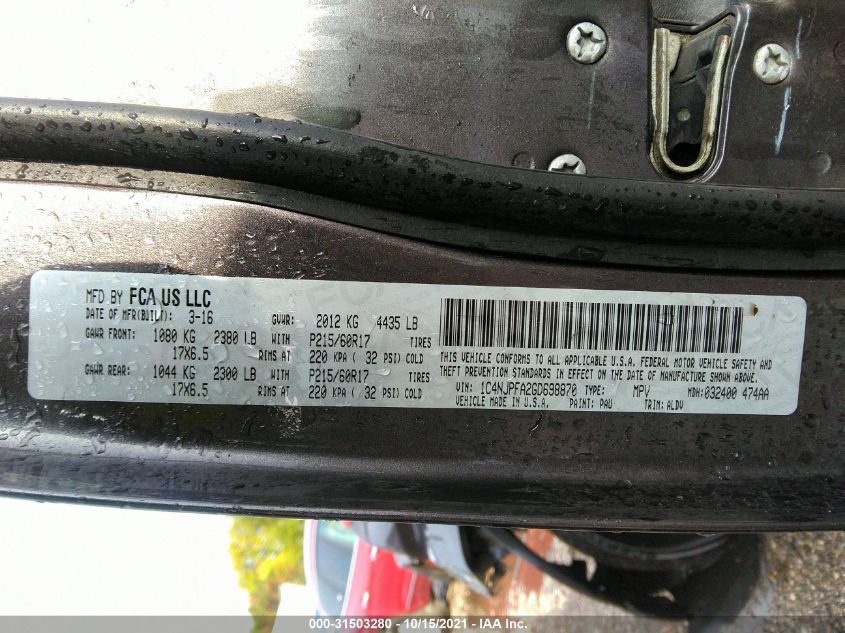 MFD BY FCA US LLC
DATE OF MFR(BUILT): 3-16 GVWR: 2012 KG 4435 LB
GAWR FRONT: 1080 KG 2380 LB WITH P215/60R17 TIRES
17X6.5 RIMS AT 220 KPA ( 32 PSI) COLD
GAWR REAR: 1044 KG 2300 LB WITH P215/60R17 TIRES
17X6.5 RIMS AT 220 KPA ( 32 PSI) COLD
THIS VEHICLE CONFORMS TO ALL APPLICABLE U.S.A. FEDERAL MOTOR VEHICLE SAFETY AND
THEFT PREVENTION STANDARDS IN EFFECT ON THE DATE OF MANUFACTURE SHOWN ABOVE.
VIN: 1C4NJPFA2GD698870 TYPE: MPV MDH:032400 474AA
VEHICLE MADE IN U.S.A. PAINT: PAU TRIM: ALDV
000-31503280 - 10/15/2021 - IAA Inc.